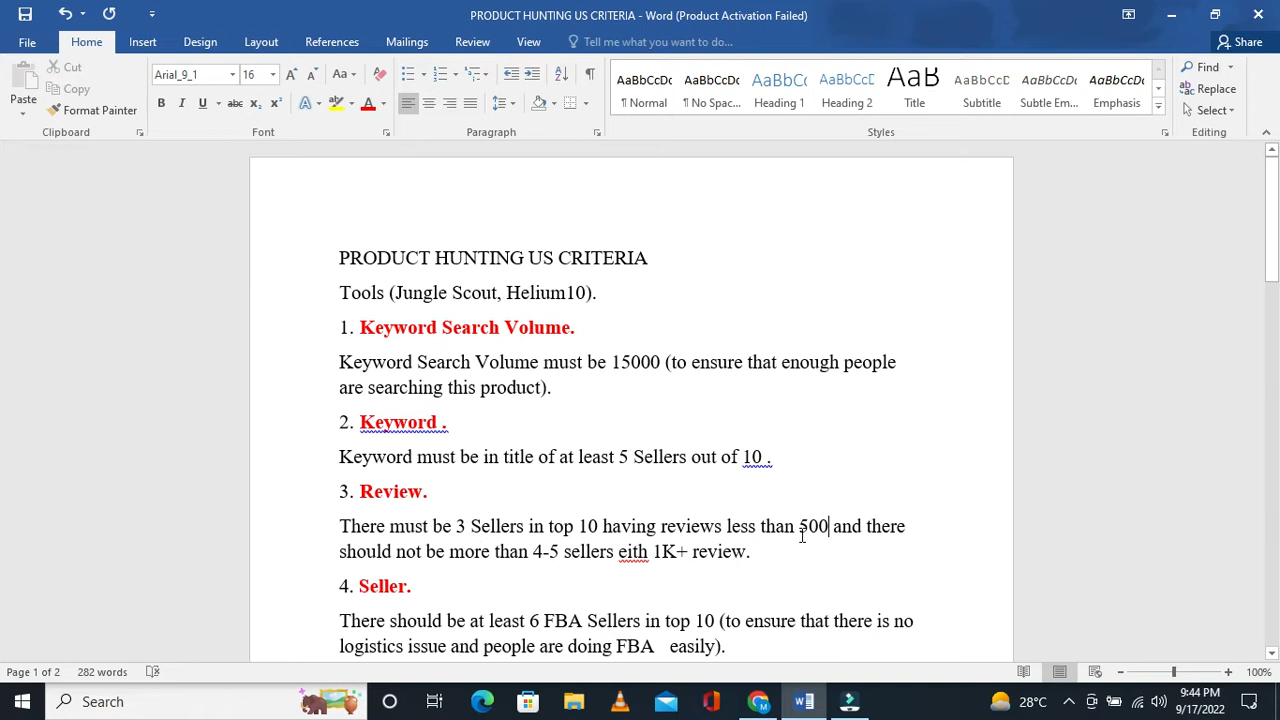 PRODUCT HUNTING US CRITERIA - Word (Product Activation Failed)
File Home Insert Design Layout References Mailings Review View Tell me what you want to do... Share
Paste Cut Copy Format Painter
Arial_9_1 16
AaBbCcDc ¶ Normal
AaBbCcDc ¶ No Spac...
AaBbCc Heading 1
AaBbCcC Heading 2
AaB Title
AaBbCcD Subtitle
AaBbCcDc Subtle Em...
AaBbCcDc Emphasis
Find Replace Select
Clipboard Font Paragraph Styles Editing
PRODUCT HUNTING US CRITERIA
Tools (Jungle Scout, Helium10).
1. Keyword Search Volume.
Keyword Search Volume must be 15000 (to ensure that enough people
are searching this product).
2. Keyword .
Keyword must be in title of at least 5 Sellers out of 10 .
3. Review.
There must be 3 Sellers in top 10 having reviews less than 500 and there
should not be more than 4-5 sellers eith 1K+ review.
4. Seller.
There should be at least 6 FBA Sellers in top 10 (to ensure that there is no
logistics issue and people are doing FBA easily).
Page 1 of 2 282 words 100%
Search 28°C 9:44 PM
9/17/2022